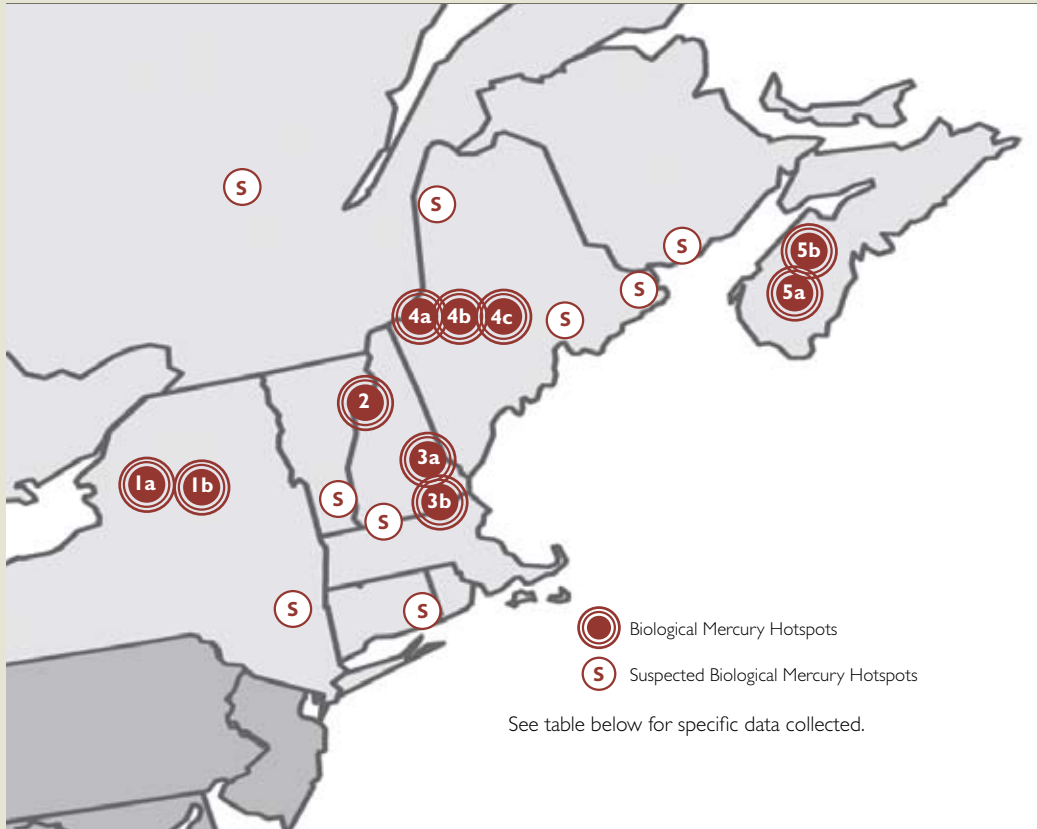 S
S
S
5b
S
5a
4a 4b 4c
S
2
3a
1a 1b
S
3b
S
S
S
Biological Mercury Hotspots
S Suspected Biological Mercury Hotspots
See table below for specific data collected.